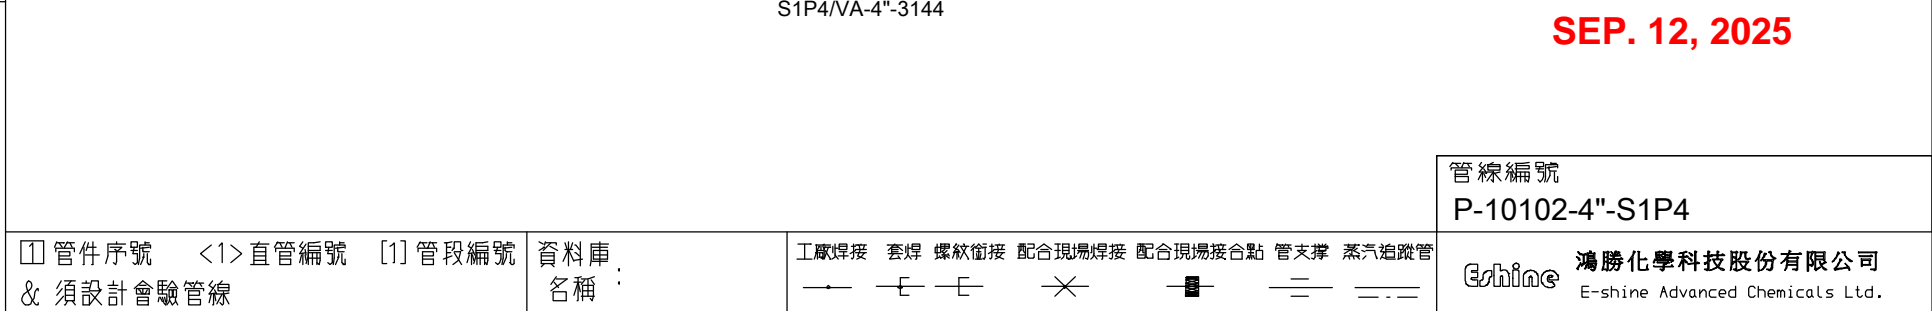 S1P4/VA-4"-3144
SEP. 12, 2025
管線編號
P-10102-4"-S1P4
1 管件序號 <1>直管編號 [1] 管段編號
& 須設計會驗管線
資料庫名稱 :
工廠焊接 套焊 螺紋銜接 配合現場焊接 配合現場接合點 管支撐 蒸汽追蹤管
Eshine
鴻勝化學科技股份有限公司
E-shine Advanced Chemicals Ltd.